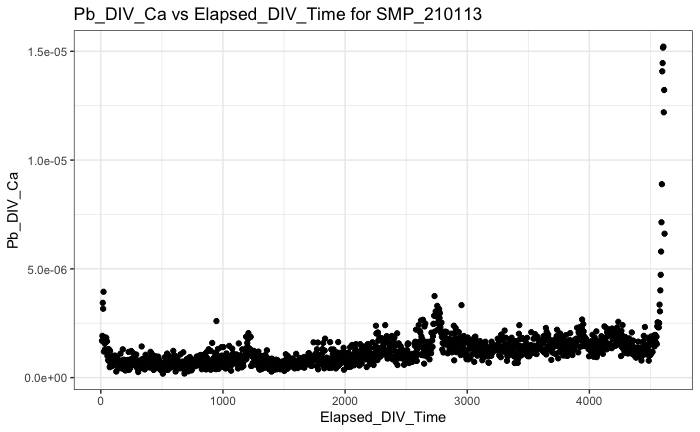 Pb_DIV_Ca vs Elapsed_DIV_Time for SMP_210113
1.5e-05
1.0e-05
5.0e-06
0.0e+00
Pb_DIV_Ca
0 1000 2000 3000 4000
Elapsed_DIV_Time